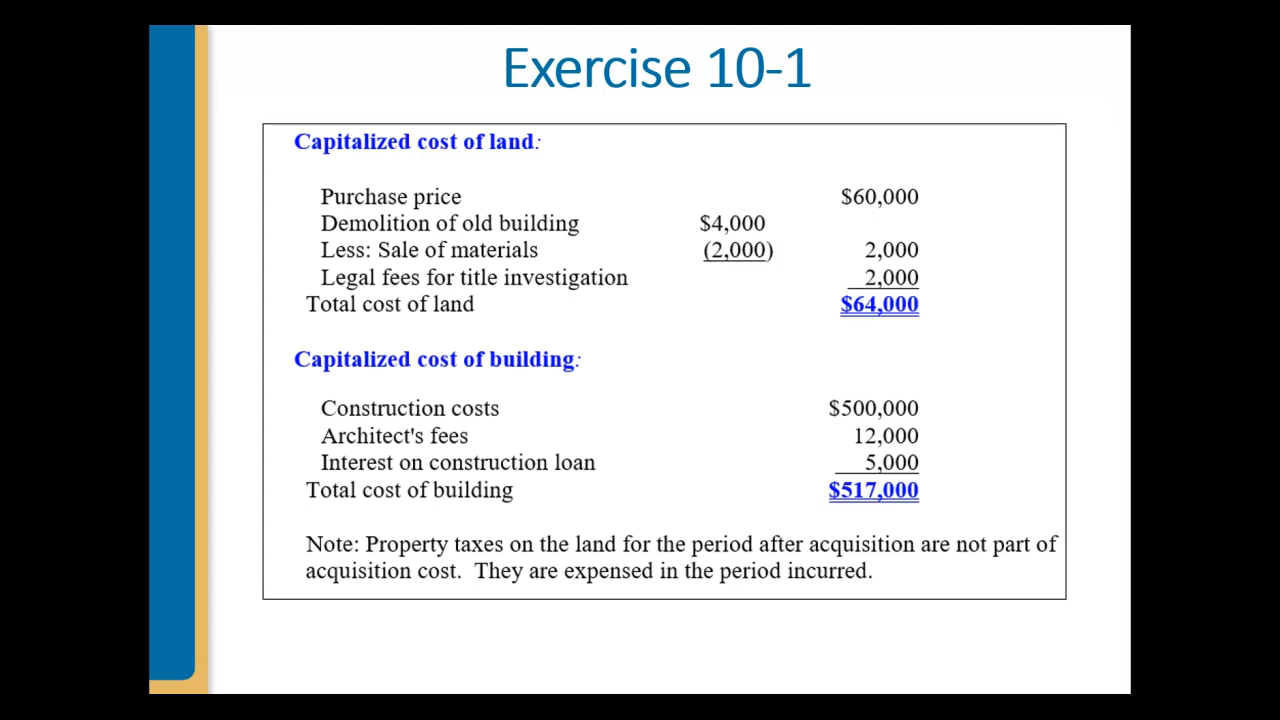 Exercise 10-1
Capitalized cost of land:
Purchase price $60,000
Demolition of old building $4,000
Less: Sale of materials (2,000) 2,000
Legal fees for title investigation 2,000
Total cost of land $64,000
Capitalized cost of building:
Construction costs $500,000
Architect's fees 12,000
Interest on construction loan 5,000
Total cost of building $517,000
Note: Property taxes on the land for the period after acquisition are not part of
acquisition cost. They are expensed in the period incurred.